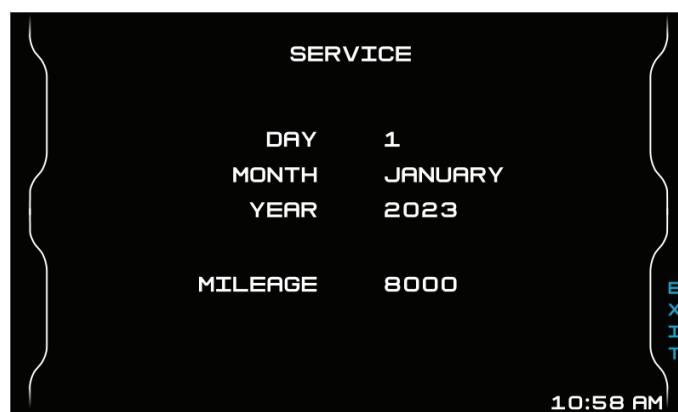 SERVICE
DAY 1
MONTH JANUARY
YEAR 2023
MILEAGE 8000
EXIT
10:58 AM